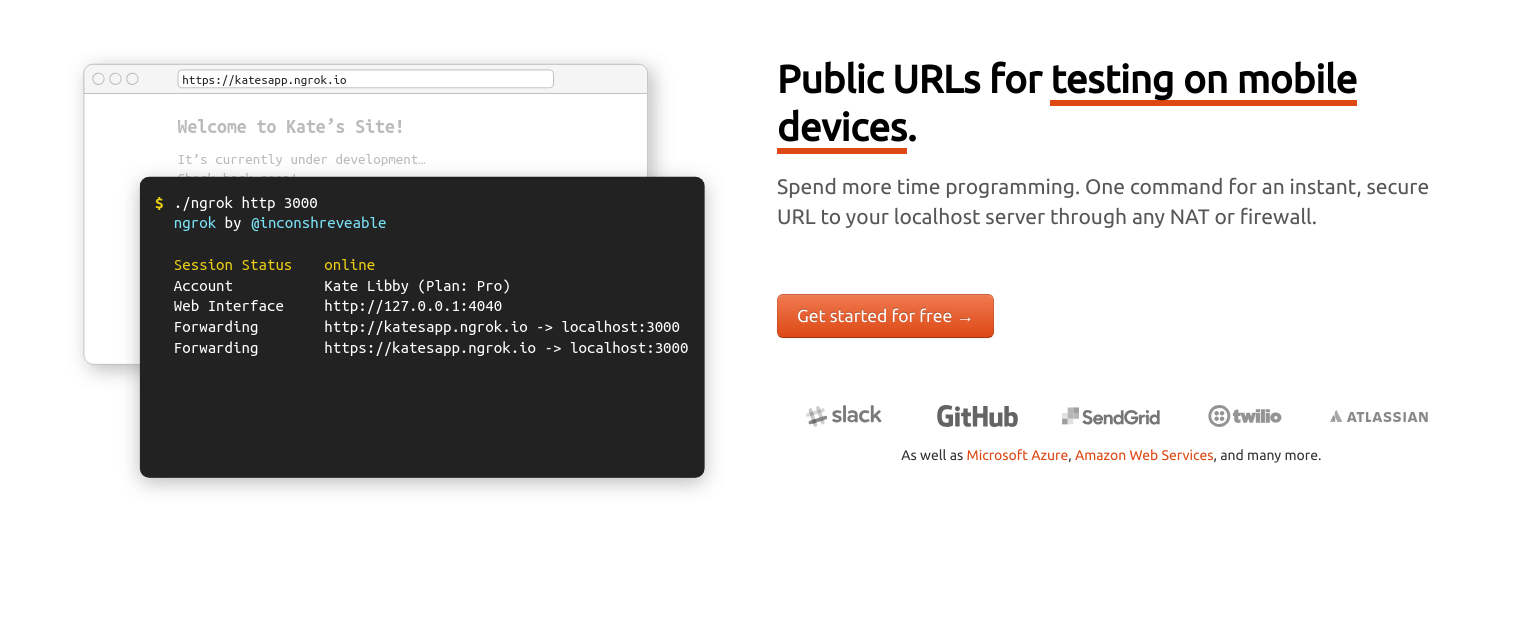 https://katesapp.ngrok.io
Welcome to Kate’s Site!
It’s currently under development…
$ ./ngrok http 3000
ngrok by @inconshreveable
Session Status online
Account Kate Libby (Plan: Pro)
Web Interface http://127.0.0.1:4040
Forwarding http://katesapp.ngrok.io -> localhost:3000
Forwarding https://katesapp.ngrok.io -> localhost:3000
Public URLs for testing on mobile
devices.
Spend more time programming. One command for an instant, secure
URL to your localhost server through any NAT or firewall.
Get started for free →
slack GitHub SendGrid twilio ATLASSIAN
As well as Microsoft Azure, Amazon Web Services, and many more.